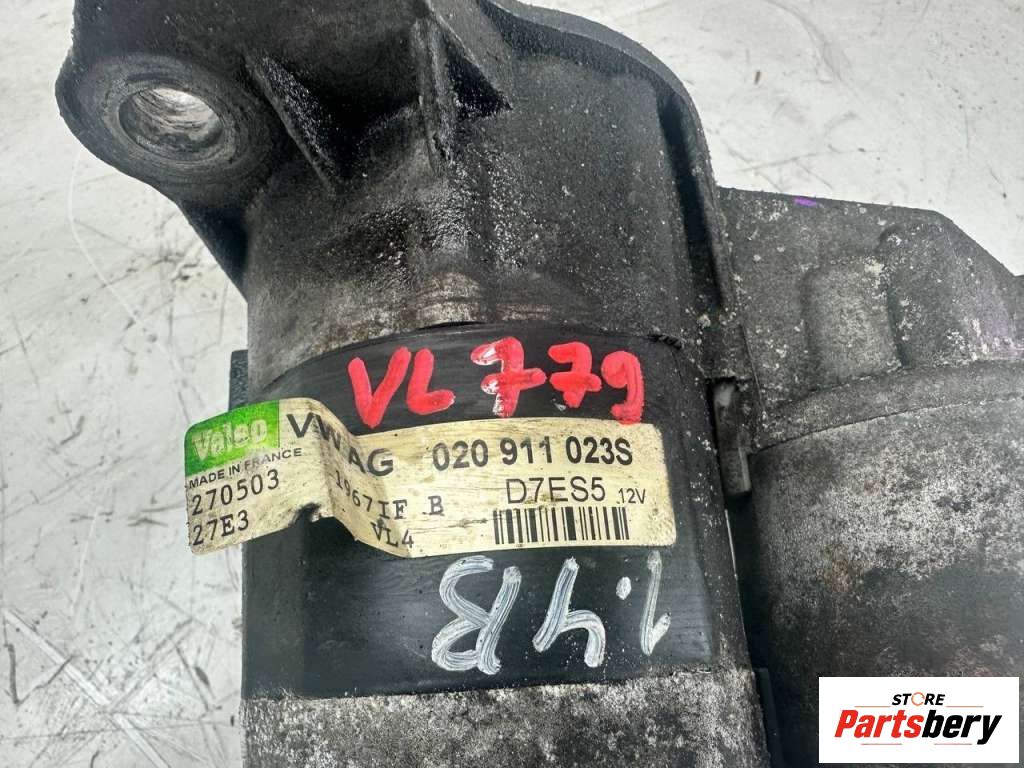 VL 779
Valeo VW AG 020 911 023S
MADE IN FRANCE
270503 1967IF B D7ES5 12V
27E3 VL4
1.4B
STORE
Partsbery